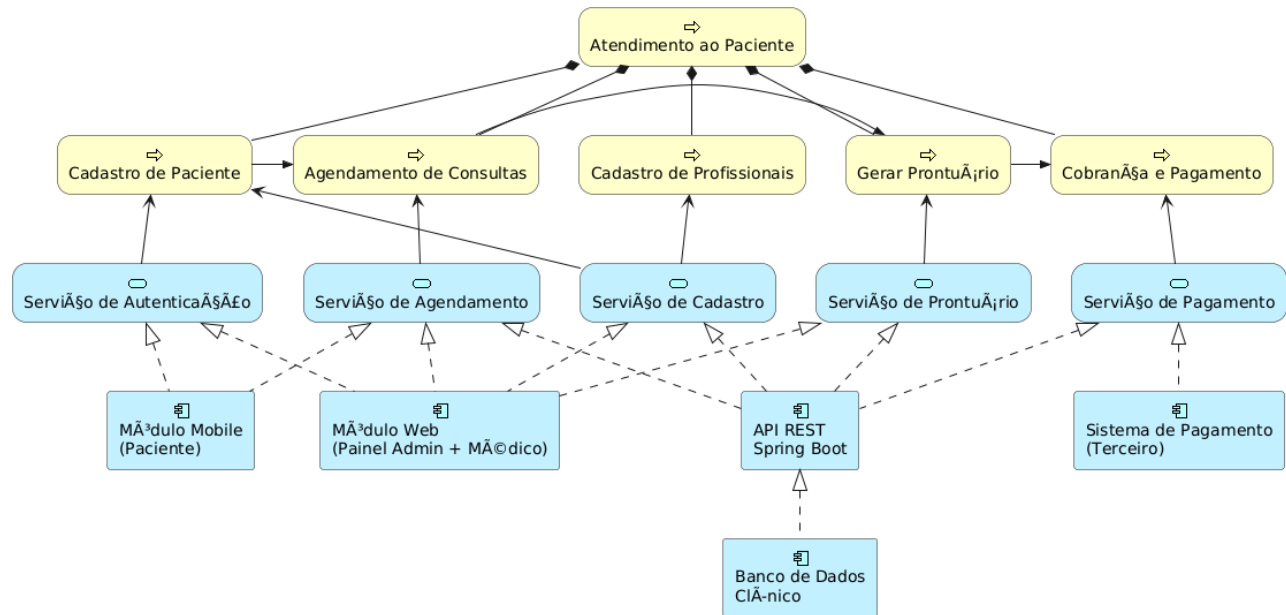 Atendimento ao Paciente
Cadastro de Paciente
Agendamento de Consultas
Cadastro de Profissionais
Gerar ProntuÃ¡rio
CobranÃ§a e Pagamento
ServiÃ§o de AutenticaÃ§Ã£o
ServiÃ§o de Agendamento
ServiÃ§o de Cadastro
ServiÃ§o de ProntuÃ¡rio
ServiÃ§o de Pagamento
MÃ³dulo Mobile
(Paciente)
MÃ³dulo Web
(Painel Admin + MÃ©dico)
API REST
Spring Boot
Sistema de Pagamento
(Terceiro)
Banco de Dados
ClÃ-nico